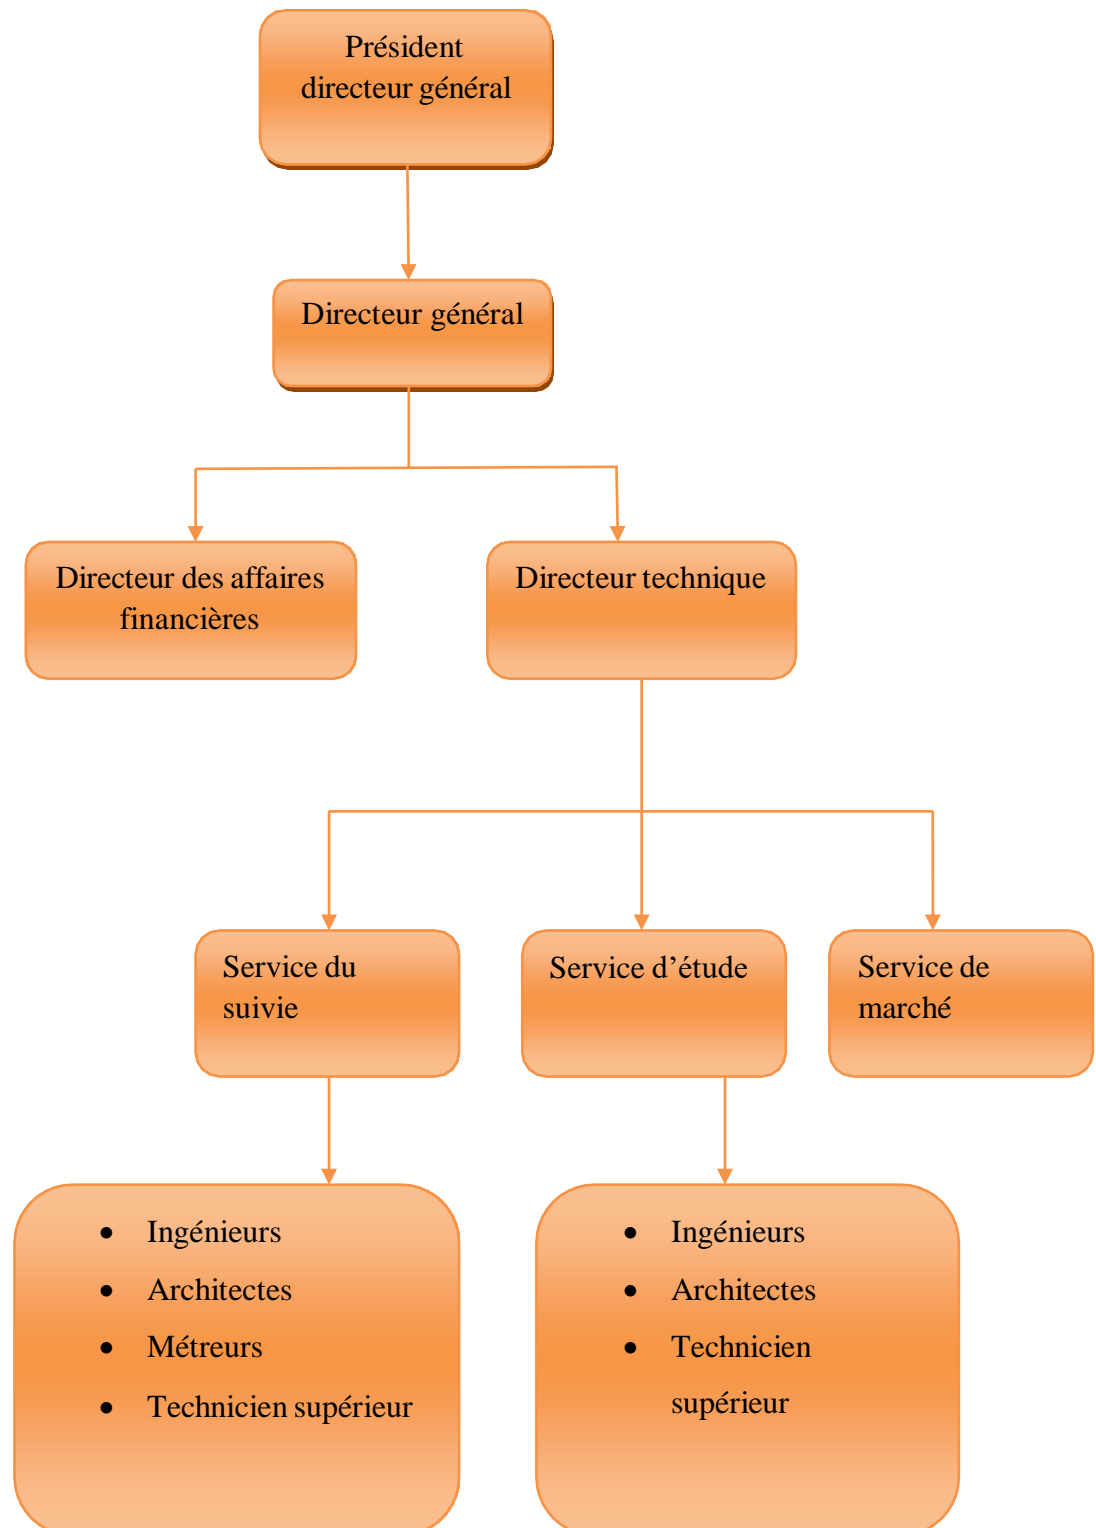 Président
directeur général
Directeur général
Directeur des affaires
financières
Directeur technique
Service du
suivie
Service d’étude
Service de
marché
• Ingénieurs
• Architectes
• Métreurs
• Technicien supérieur
• Ingénieurs
• Architectes
• Technicien
supérieur